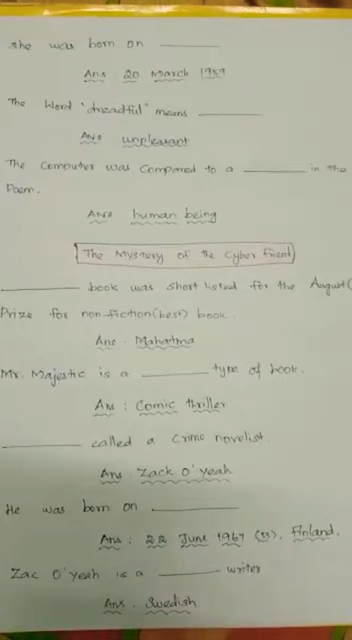 She was born on ________
Ans: 20 March 1959
The Word "dreadful" means ________
Ans unpleasant
The Computer was Compared to a ________ in the
Poem.
Ans human being
The Mystery of the Cyber friend
________ book was short listed for the August
Prize for non-fiction (best) book.
Ans: Mahatma
Mr. Majestic is a ________ type of book.
Ans: Comic thriller
________ called a Crime novelist.
Ans Zack O'yeah
He was born on ________
Ans: 22 June 1967 (53), Finland.
Zac O'yeah is a ________ writer
Ans. Swedish